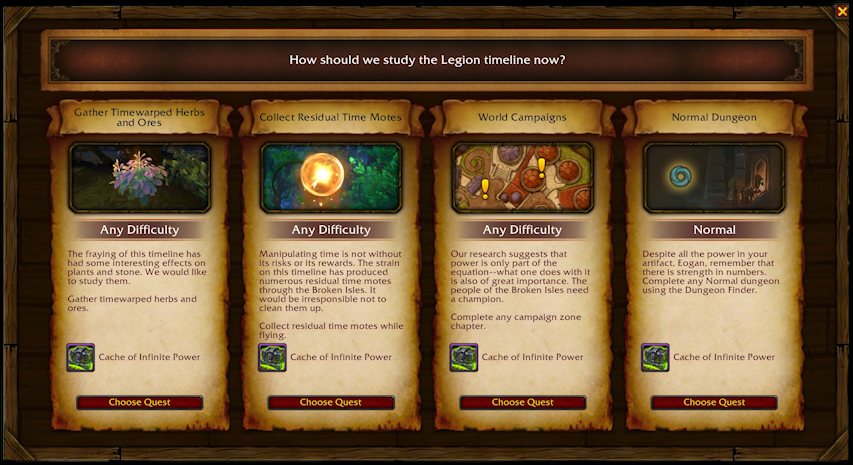 How should we study the Legion timeline now?
Gather Timewarped Herbs
and Ores
Any Difficulty
The fraying of this timeline has
had some interesting effects on
plants and stone. We would like
to study them.
Gather timewarped herbs and
ores.
Cache of Infinite Power
Choose Quest
Collect Residual Time Motes
Any Difficulty
Manipulating time is not without
its risks or its rewards. The strain
on this timeline has produced
numerous residual time motes
through the Broken Isles. It
would be irresponsible not to
clean them up.
Collect residual time motes while
flying.
Cache of Infinite Power
Choose Quest
World Campaigns
Any Difficulty
Our research suggests that
power is only part of the
equation--what one does with it
is also of great importance. The
people of the Broken Isles need
a champion.
Complete any campaign zone
chapter.
Cache of Infinite Power
Choose Quest
Normal Dungeon
Normal
Despite all the power in your
artifact, Eogan, remember that
there is strength in numbers.
Complete any Normal dungeon
using the Dungeon Finder.
Cache of Infinite Power
Choose Quest